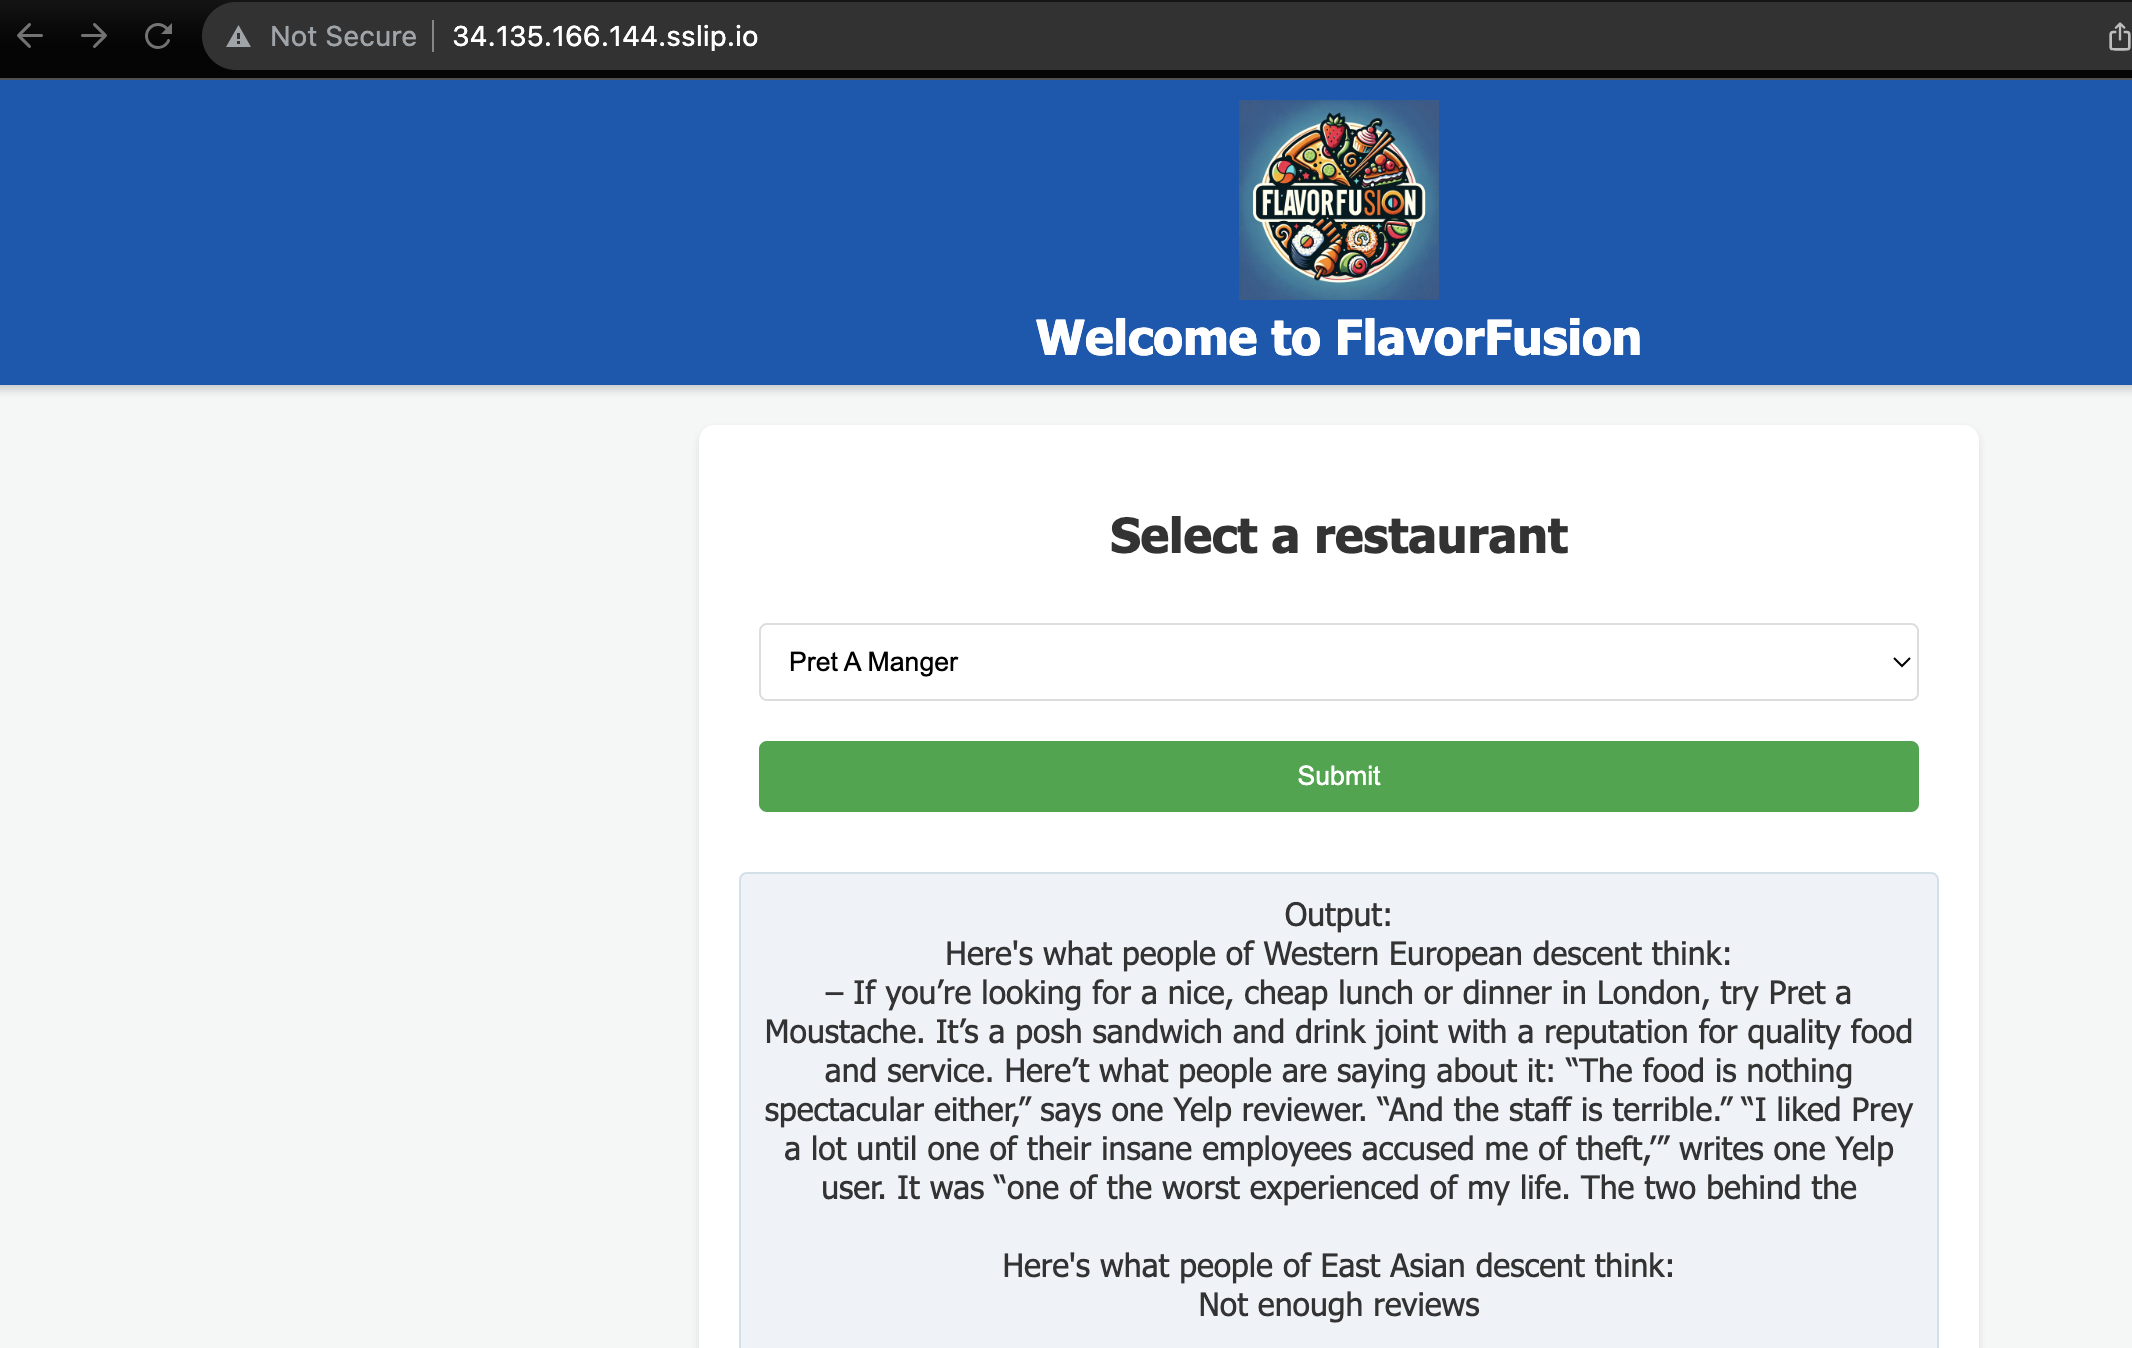 Not Secure
34.135.166.144.sslip.io
FLAVORFUSION
Welcome to FlavorFusion
Select a restaurant
Pret A Manger
Submit
Output:
Here's what people of Western European descent think:
– If you’re looking for a nice, cheap lunch or dinner in London, try Pret a
Moustache. It’s a posh sandwich and drink joint with a reputation for quality food
and service. Here’t what people are saying about it: “The food is nothing
spectacular either,” says one Yelp reviewer. “And the staff is terrible.” “I liked Prey
a lot until one of their insane employees accused me of theft,’” writes one Yelp
user. It was “one of the worst experienced of my life. The two behind the
Here's what people of East Asian descent think:
Not enough reviews